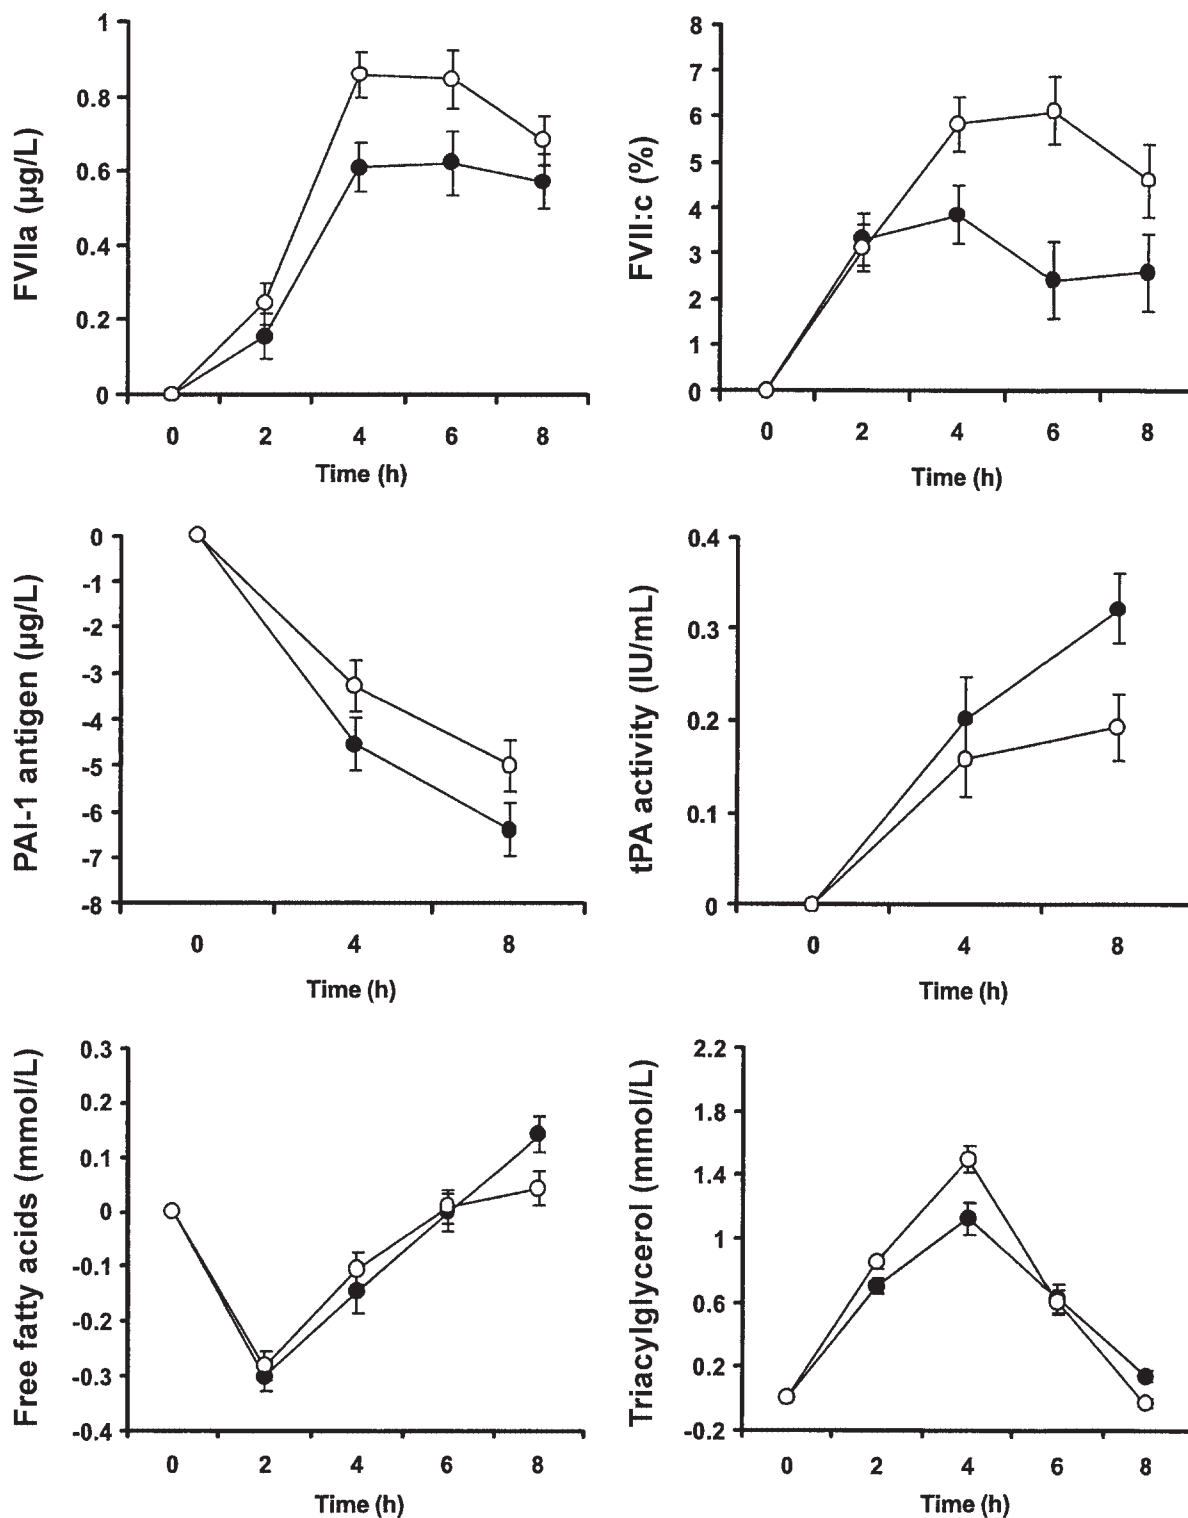 FVIIa (µg/L)
1
0.8
0.6
0.4
0.2
0
0 2 4 6 8
Time (h)
FVII:c (%)
8
7
6
5
4
3
2
1
0
0 2 4 6 8
Time (h)
PAI-1 antigen (µg/L)
0
-1
-2
-3
-4
-5
-6
-7
-8
0 4 8
Time (h)
tPA activity (IU/mL)
0.4
0.3
0.2
0.1
0
0 4 8
Time (h)
Free fatty acids (mmol/L)
0.3
0.2
0.1
0
-0.1
-0.2
-0.3
-0.4
0 2 4 6 8
Time (h)
Triacylglycerol (mmol/L)
2.2
1.8
1.4
1
0.6
0.2
-0.2
0 2 4 6 8
Time (h)